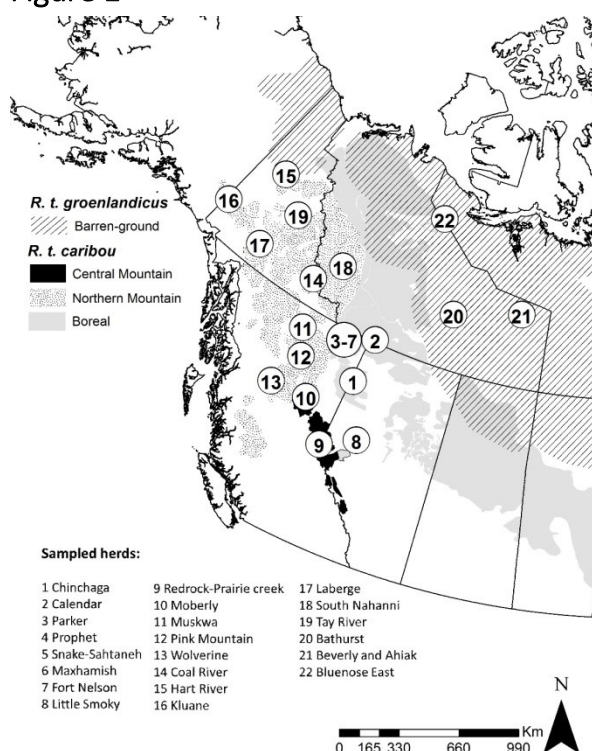 R. t. groenlandicus
Barren-ground
R. t. caribou
Central Mountain
Northern Mountain
Boreal
15
16
19
17
22
14
18
11
3-7
2
20
21
12
13
1
10
9
8
Sampled herds:
1 Chinchaga
2 Calendar
3 Parker
4 Prophet
5 Snake-Sahtaneh
6 Maxhamish
7 Fort Nelson
8 Little Smoky
9 Redrock-Prairie creek
10 Moberly
11 Muskwa
12 Pink Mountain
13 Wolverine
14 Coal River
15 Hart River
16 Kluane
17 Laberge
18 South Nahanni
19 Tay River
20 Bathurst
21 Beverly and Ahiak
22 Bluenose East
N
Km
0 165 330 660 990